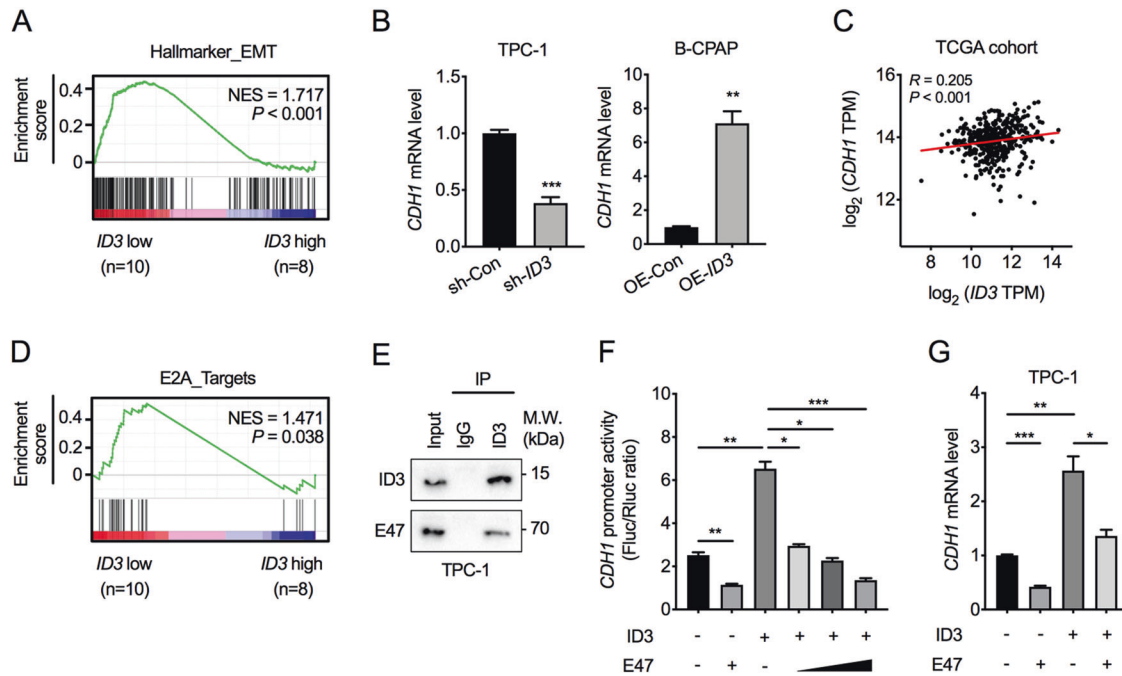 A
Hallmarker_EMT
Enrichment
score
0.4
0.2
0
NES = 1.717
P < 0.001
ID3 low
(n=10)
ID3 high
(n=8)
B
TPC-1
CDH1 mRNA level
1.5
1.0
0.5
0.0
***
sh-Con
sh-ID3
B-CPAP
CDH1 mRNA level
10
8
6
4
2
0
**
OE-Con
OE-ID3
C
TCGA cohort
R = 0.205
P < 0.001
log2 (CDH1 TPM)
16
14
12
8
10
12
14
log2 (ID3 TPM)
D
E2A_Targets
Enrichment
score
0.4
0.2
0
NES = 1.471
P = 0.038
ID3 low
(n=10)
ID3 high
(n=8)
E
IP
Input
IgG
ID3
M.W.
(kDa)
ID3
15
E47
70
TPC-1
F
CDH1 promoter activity
(Fluc/Rluc ratio)
10
8
6
4
2
0
**
**
*
*
***
ID3 - - + + + +
E47 - + -
G
TPC-1
CDH1 mRNA level
4
3
2
1
0
***
**
*
ID3 - - + +
E47 - + - +